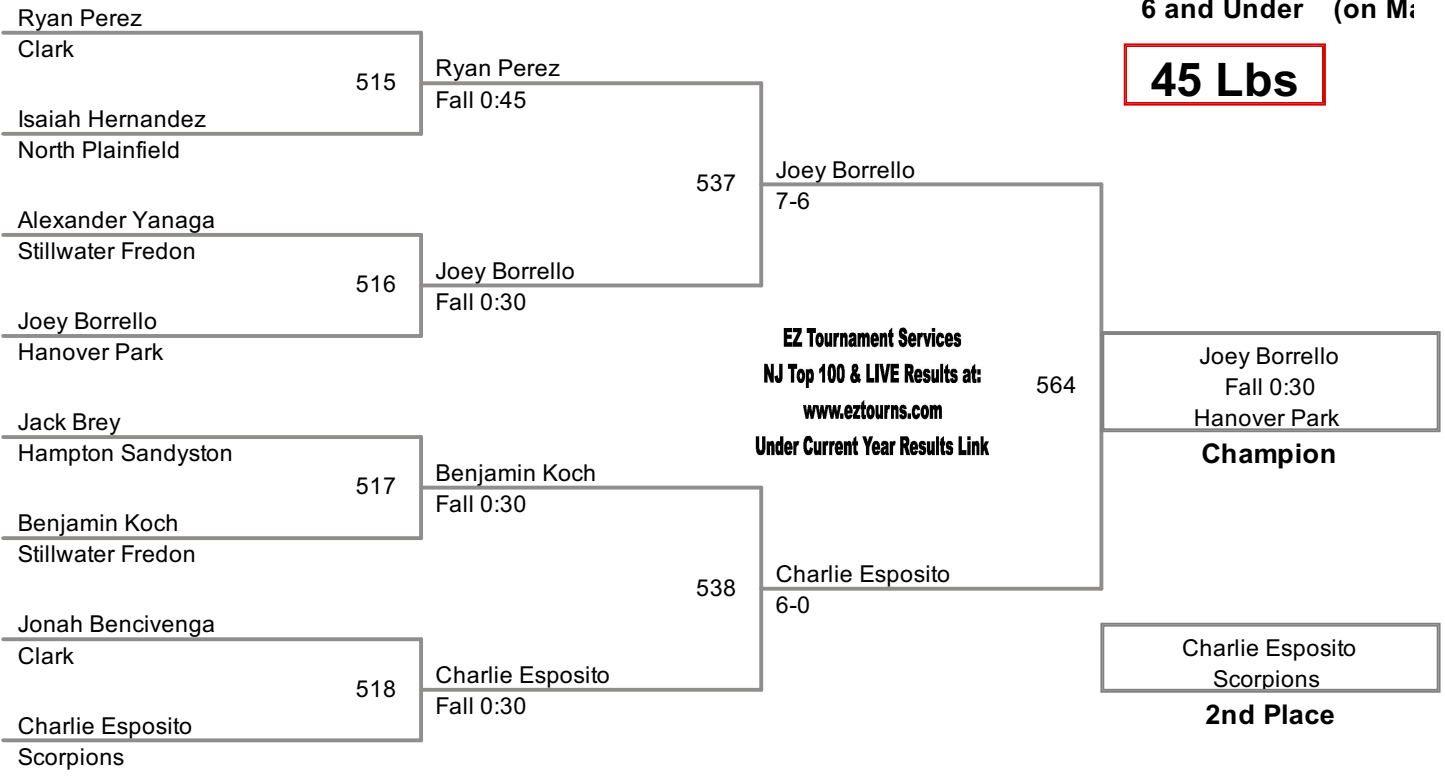 6 and Under (on
45 Lbs
Ryan Perez
Clark
515
Isaiah Hernandez
North Plainfield
Ryan Perez
Fall 0:45
Alexander Yanaga
Stillwater Fredon
516
Joey Borrello
Hanover Park
Joey Borrello
Fall 0:30
537
Joey Borrello
7-6
Jack Brey
Hampton Sandyston
517
Benjamin Koch
Stillwater Fredon
Benjamin Koch
Fall 0:30
Jonah Bencivenga
Clark
518
Charlie Esposito
Scorpions
Charlie Esposito
Fall 0:30
538
Charlie Esposito
6-0
EZ Tournament Services
NJ Top 100 & LIVE Results at:
www.eztourns.com
Under Current Year Results Link
564
Joey Borrello
Fall 0:30
Hanover Park
Champion
Charlie Esposito
Scorpions
2nd Place